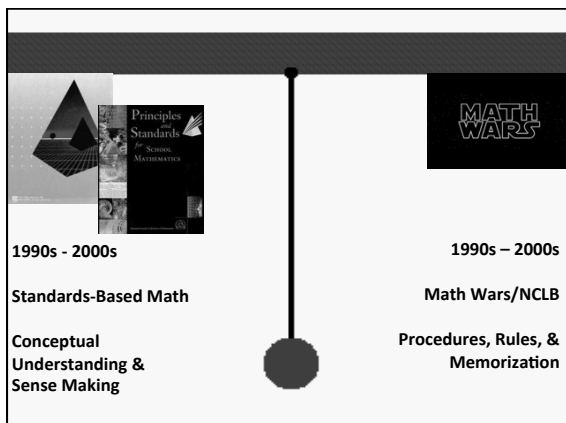 Principles
and
Standards
for SCHOOL
MATHEMATICS
MATH
WARS
1990s - 2000s
Standards-Based Math
Conceptual
Understanding &
Sense Making
1990s – 2000s
Math Wars/NCLB
Procedures, Rules, &
Memorization